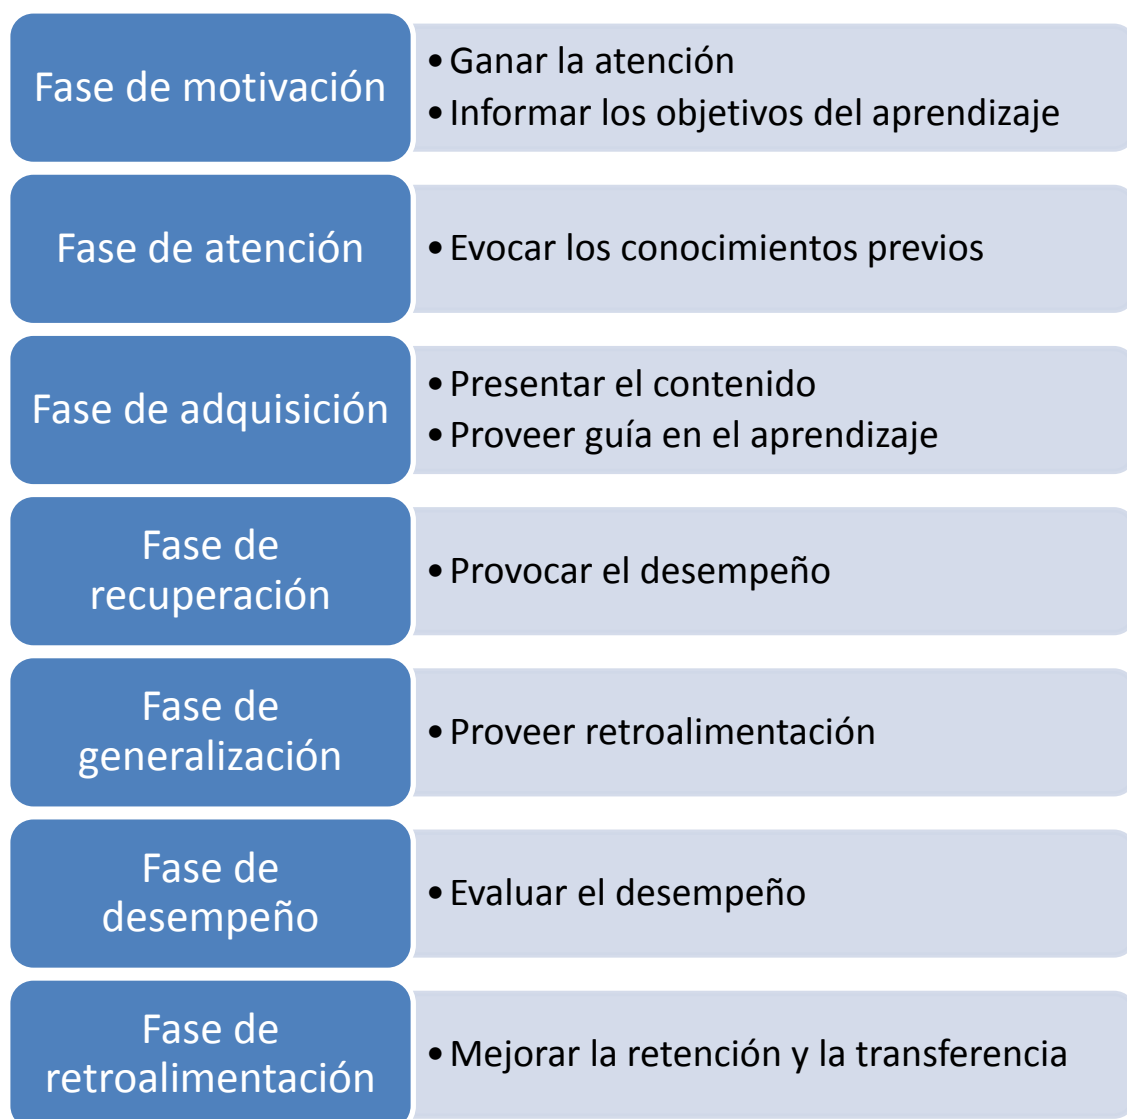 Fase de motivación
• Ganar la atención
• Informar los objetivos del aprendizaje
Fase de atención
• Evocar los conocimientos previos
Fase de adquisición
• Presentar el contenido
• Proveer guía en el aprendizaje
Fase de
recuperación
• Provocar el desempeño
Fase de
generalización
• Proveer retroalimentación
Fase de
desempeño
• Evaluar el desempeño
Fase de
retroalimentación
• Mejorar la retención y la transferencia